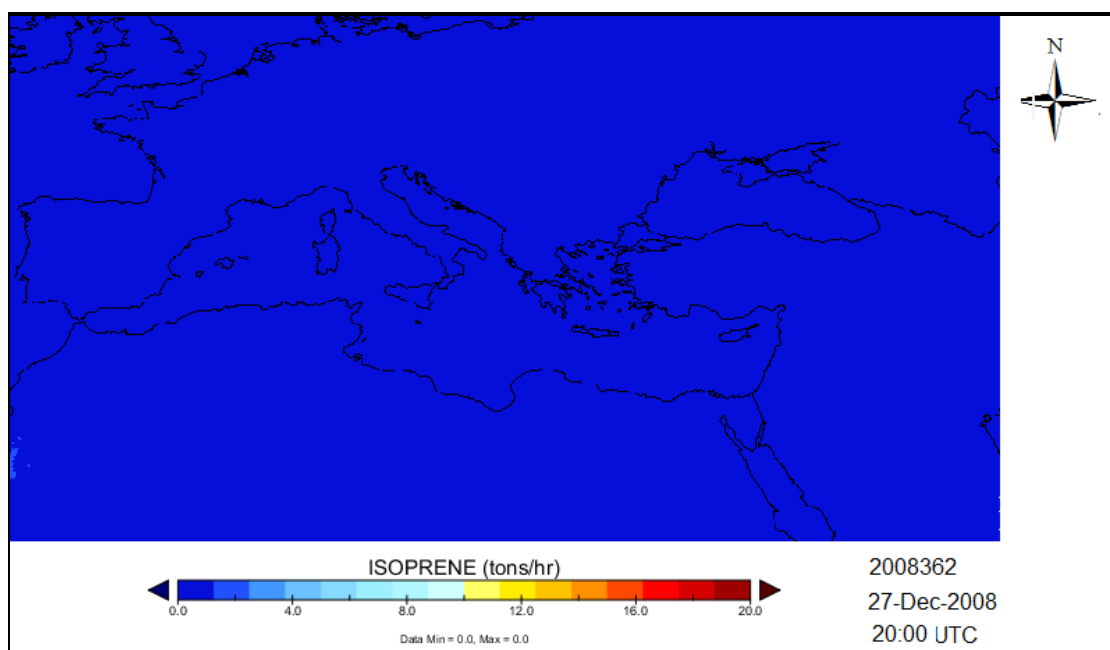 N
ISOPRENE (tons/hr)
0.0 4.0 8.0 12.0 16.0 20.0
Data Min = 0.0, Max = 0.0
2008362
27-Dec-2008
20:00 UTC